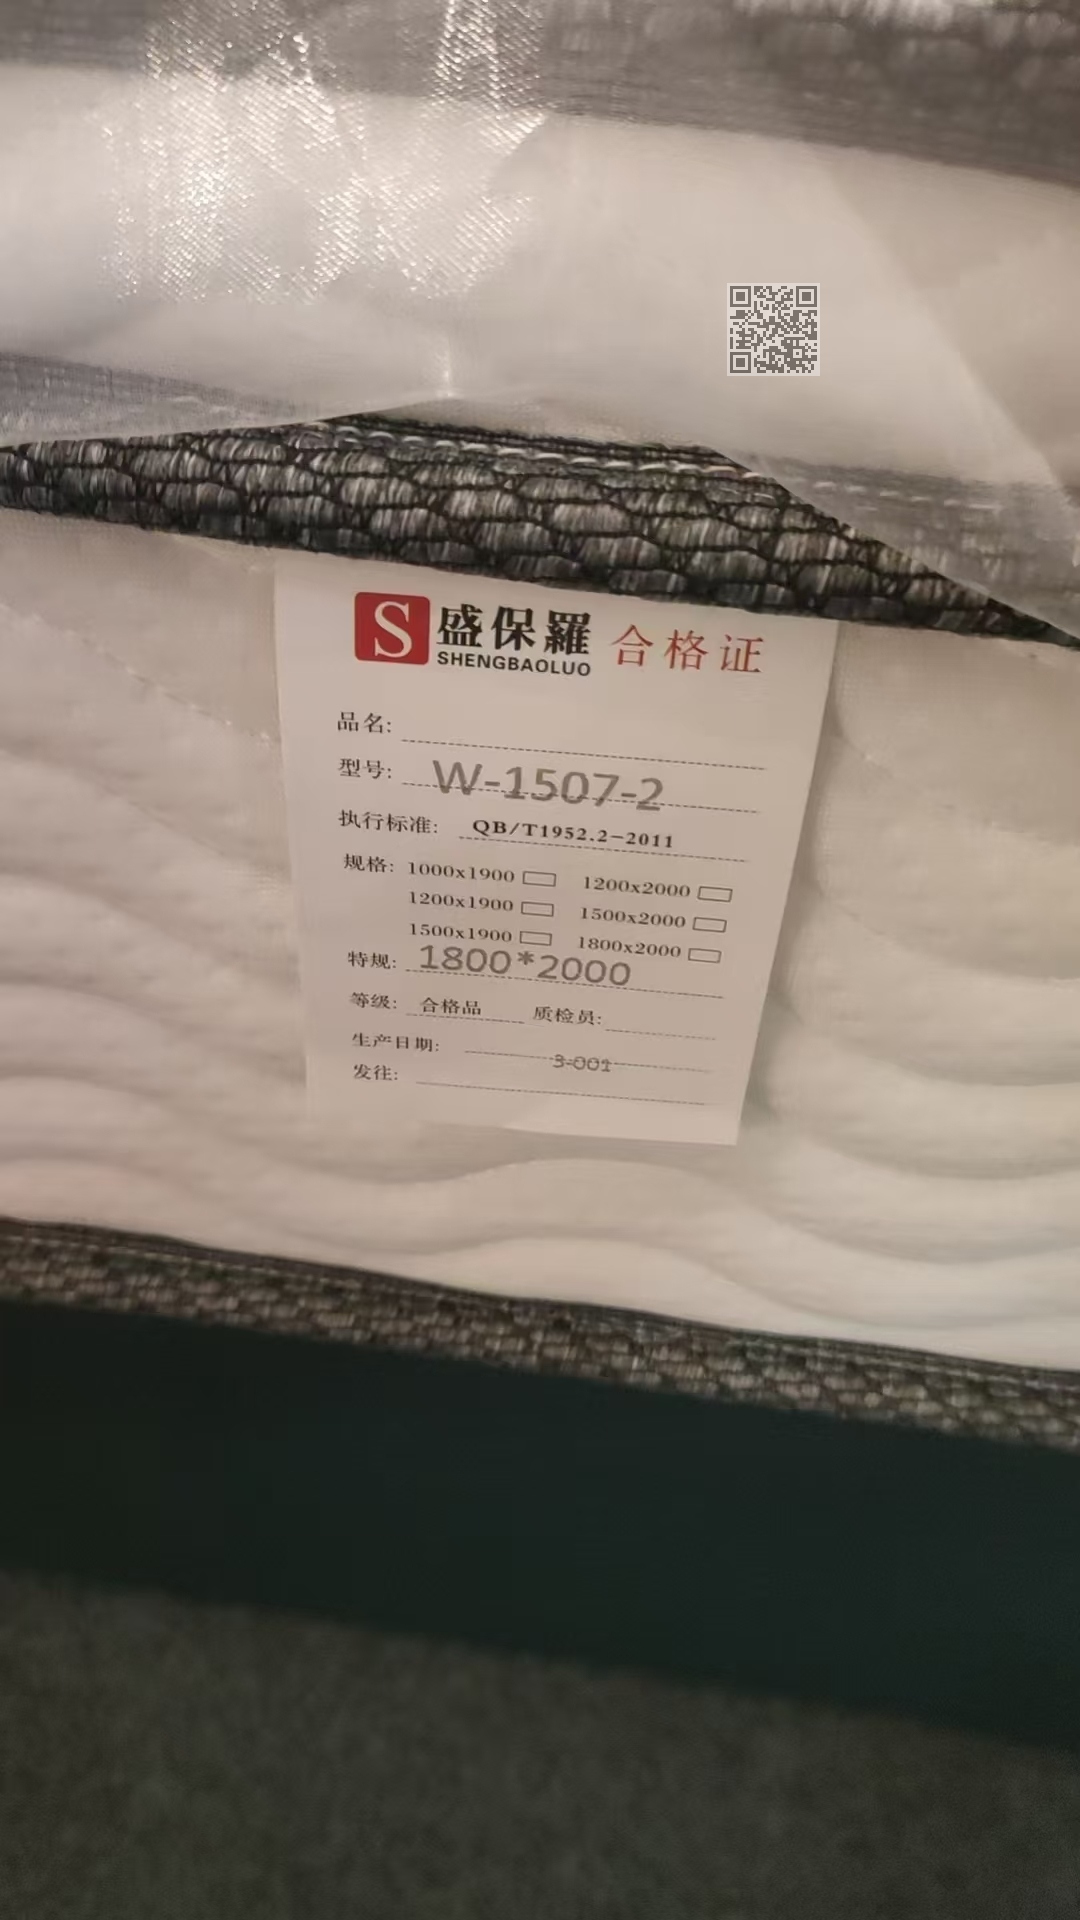 S 盛保羅 合格证
SHENGBAOLUO
品名:
型号: W-1507-2
执行标准: QB/T1952.2-2011
规格: 1000x1900 1200x2000
1200x1900 1500x2000
1500x1900 1800x2000
特规: 1800*2000
等级: 合格品 质检员:
生产日期: 3-001
发往: